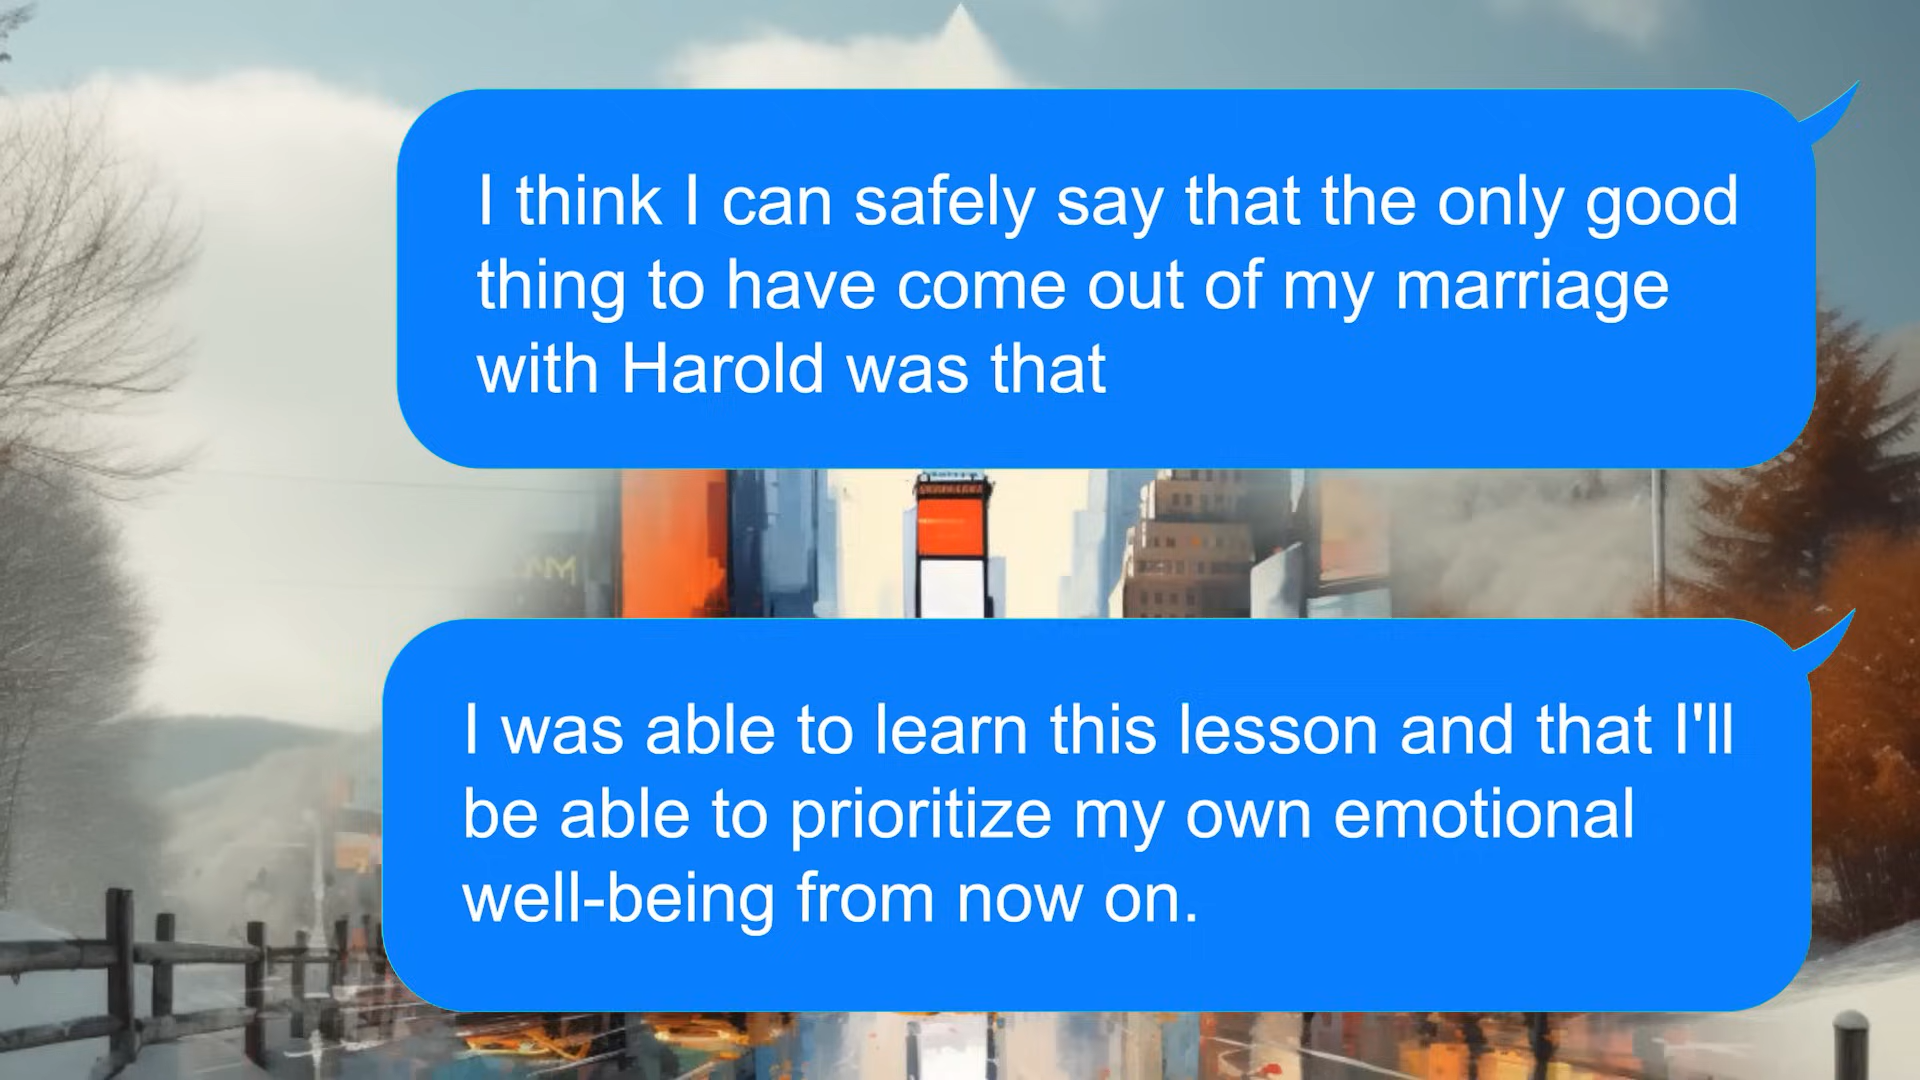 I think I can safely say that the only good
thing to have come out of my marriage
with Harold was that
I was able to learn this lesson and that I'll
be able to prioritize my own emotional
well-being from now on.